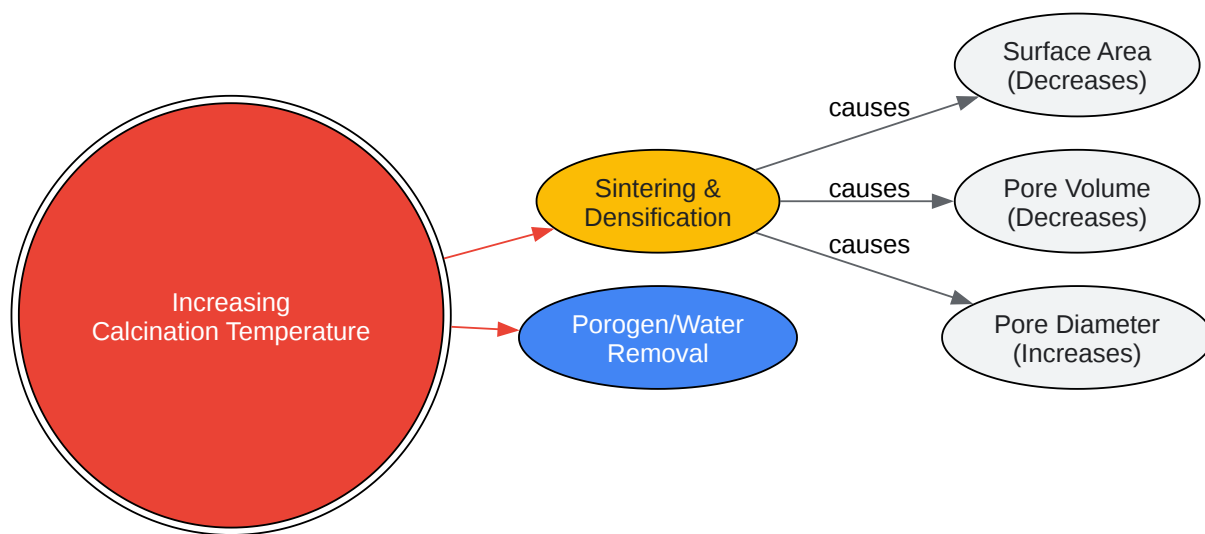 Increasing
Calcination Temperature
Sintering &
Densification
Porogen/Water
Removal
causes
causes
causes
Surface Area
(Decreases)
Pore Volume
(Decreases)
Pore Diameter
(Increases)